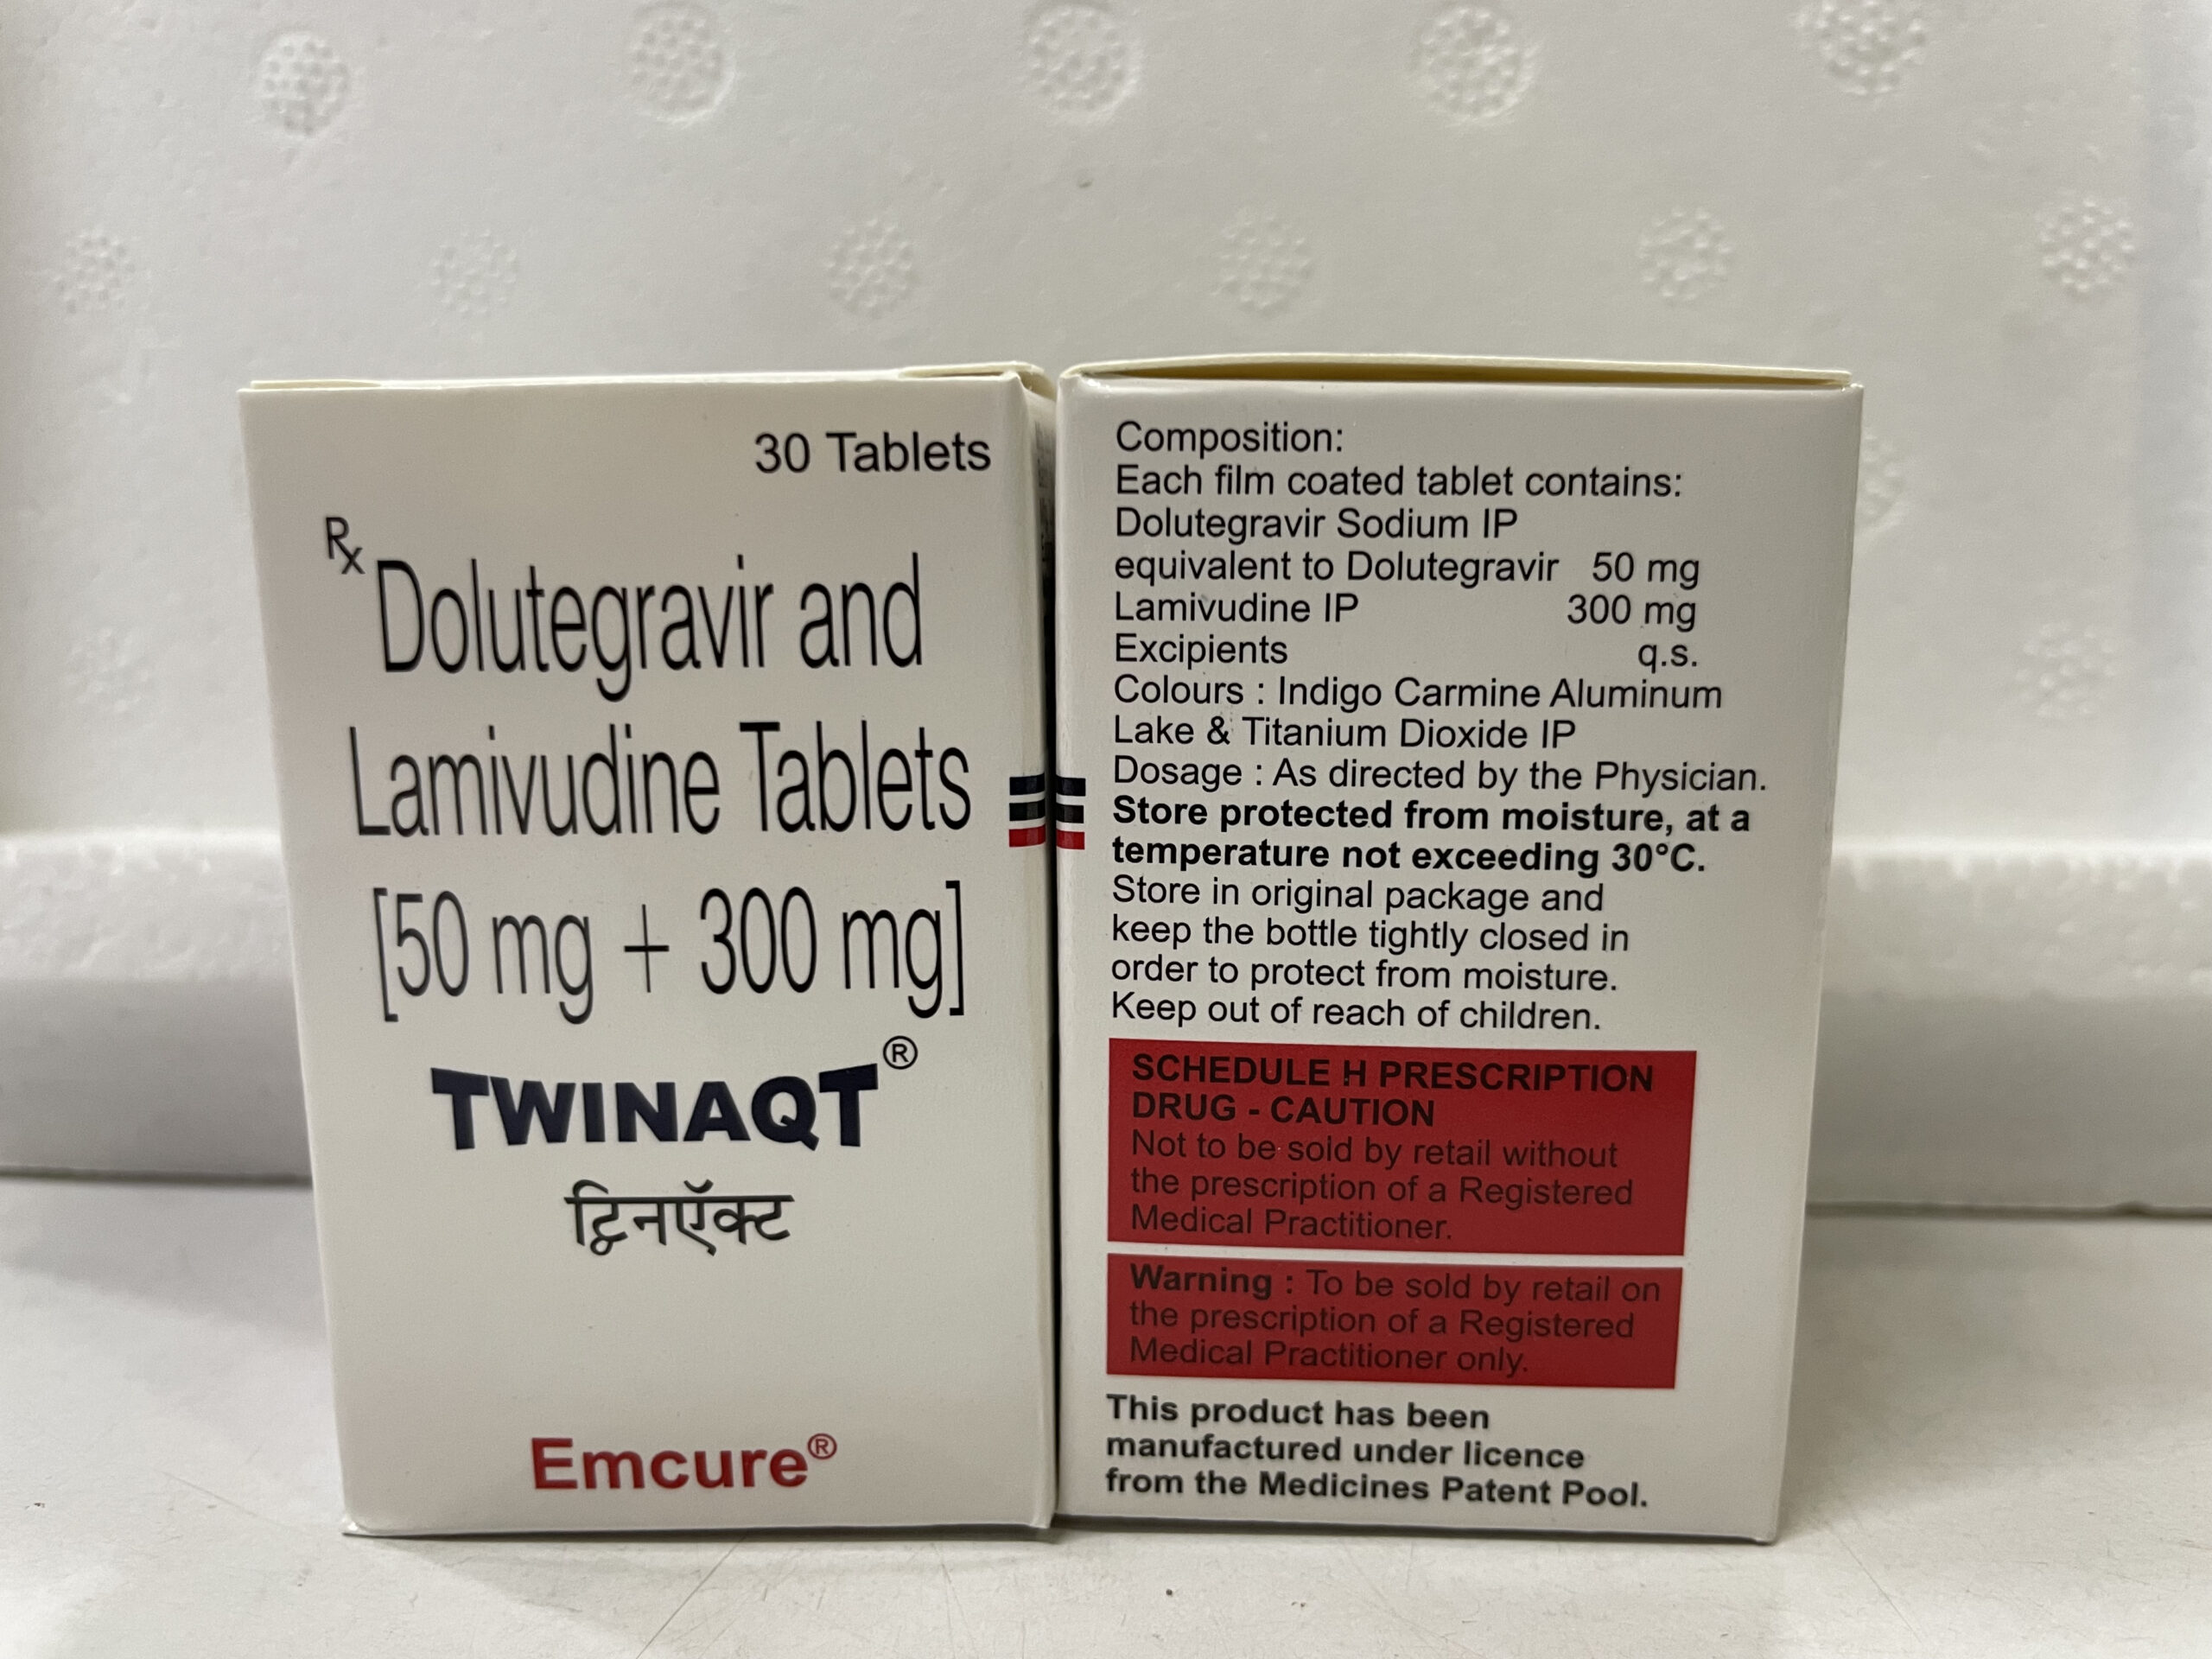 30 Tablets
Rx
Dolutegravir and
Lamivudine Tablets
[50 mg + 300 mg]
TWINAQT®
ट्विनऍक्ट
Emcure®
Composition:
Each film coated tablet contains:
Dolutegravir Sodium IP
equivalent to Dolutegravir 50 mg
Lamivudine IP 300 mg
Excipients q.s.
Colours : Indigo Carmine Aluminum
Lake & Titanium Dioxide IP
Dosage : As directed by the Physician.
Store protected from moisture, at a
temperature not exceeding 30°C.
Store in original package and
keep the bottle tightly closed in
order to protect from moisture.
Keep out of reach of children.
SCHEDULE H PRESCRIPTION
DRUG - CAUTION
Not to be sold by retail without
the prescription of a Registered
Medical Practitioner.
Warning : To be sold by retail on
the prescription of a Registered
Medical Practitioner only.
This product has been
manufactured under licence
from the Medicines Patent Pool.